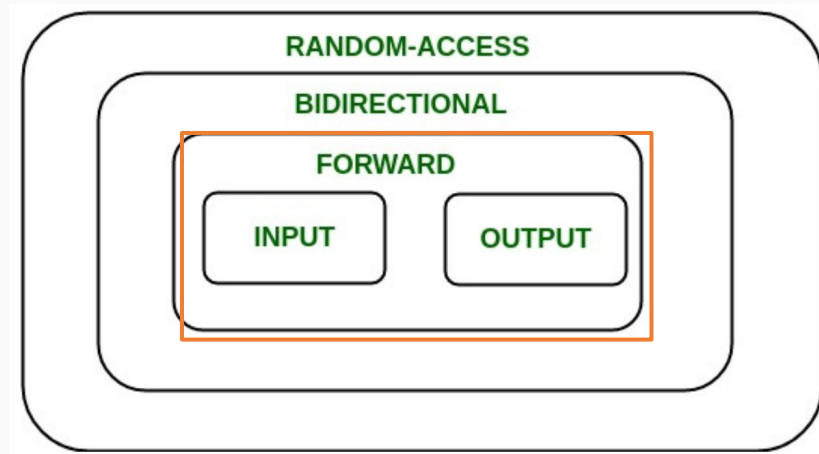 RANDOM-ACCESS
BIDIRECTIONAL
FORWARD
INPUT OUTPUT